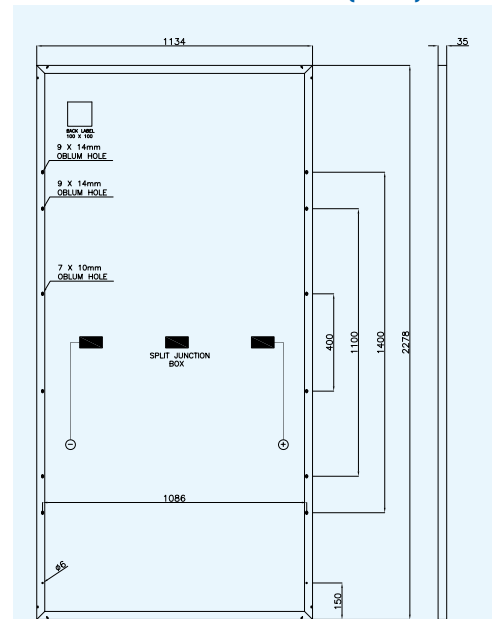 1134
35
BACK LABEL
100 X 100
9 X 14mm
OBLUM HOLE
9 X 14mm
OBLUM HOLE
7 X 10mm
OBLUM HOLE
SPLIT JUNCTION
BOX
400
1100
1400
2278
−
+
1086
ø6
150